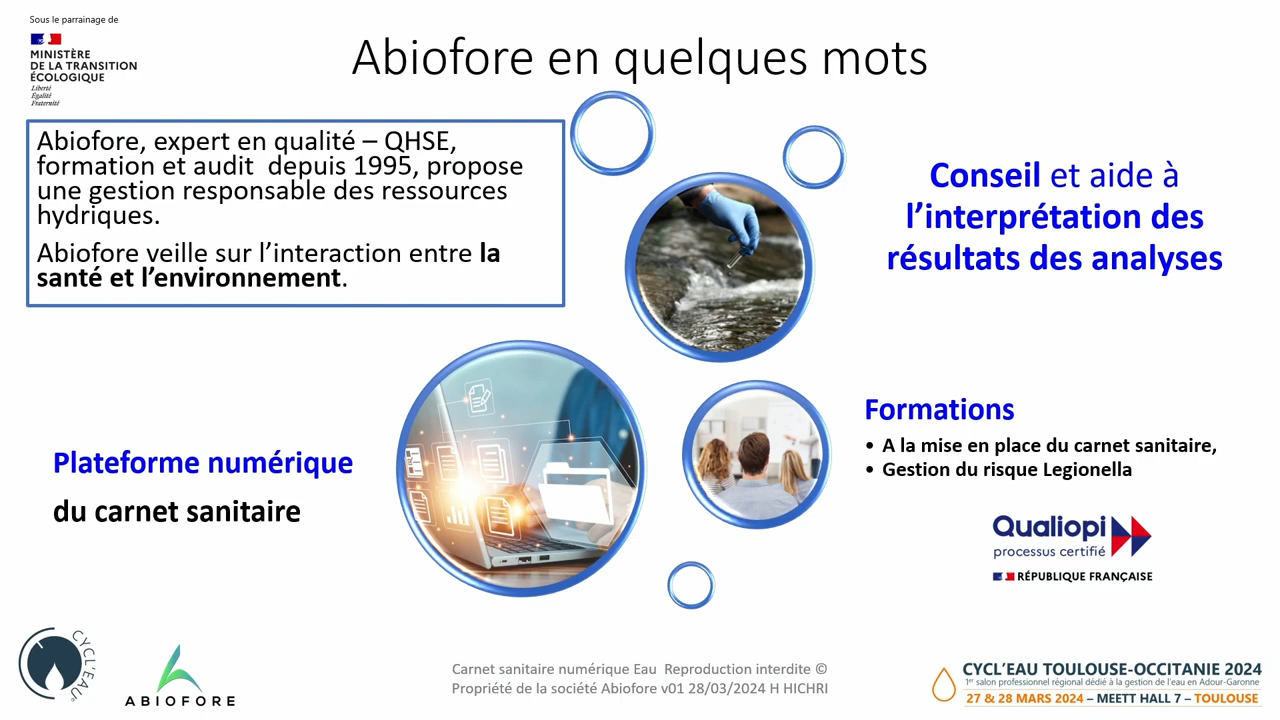 Sous le parrainage de
MINISTÈRE
DE LA TRANSITION
ÉCOLOGIQUE
Liberté
Égalité
Fraternité
Abiofore en quelques mots
Abiofore, expert en qualité – QHSE,
formation et audit  depuis 1995, propose
une gestion responsable des ressources
hydriques.
Abiofore veille sur l’interaction entre la
santé et l’environnement.
Conseil et aide à
l’interprétation des
résultats des analyses
Plateforme numérique
du carnet sanitaire
Formations
• A la mise en place du carnet sanitaire,
• Gestion du risque Legionella
Qualiopi
processus certifié
RÉPUBLIQUE FRANÇAISE
CYCL'EAU
ABIOFORE
Carnet sanitaire numérique Eau  Reproduction interdite ©
Propriété de la société Abiofore v01 28/03/2024 H HICHRI
CYCL’EAU TOULOUSE-OCCITANIE 2024
1er salon professionnel régional dédié à la gestion de l'eau en Adour-Garonne
27 & 28 MARS 2024 – MEETT HALL 7 – TOULOUSE